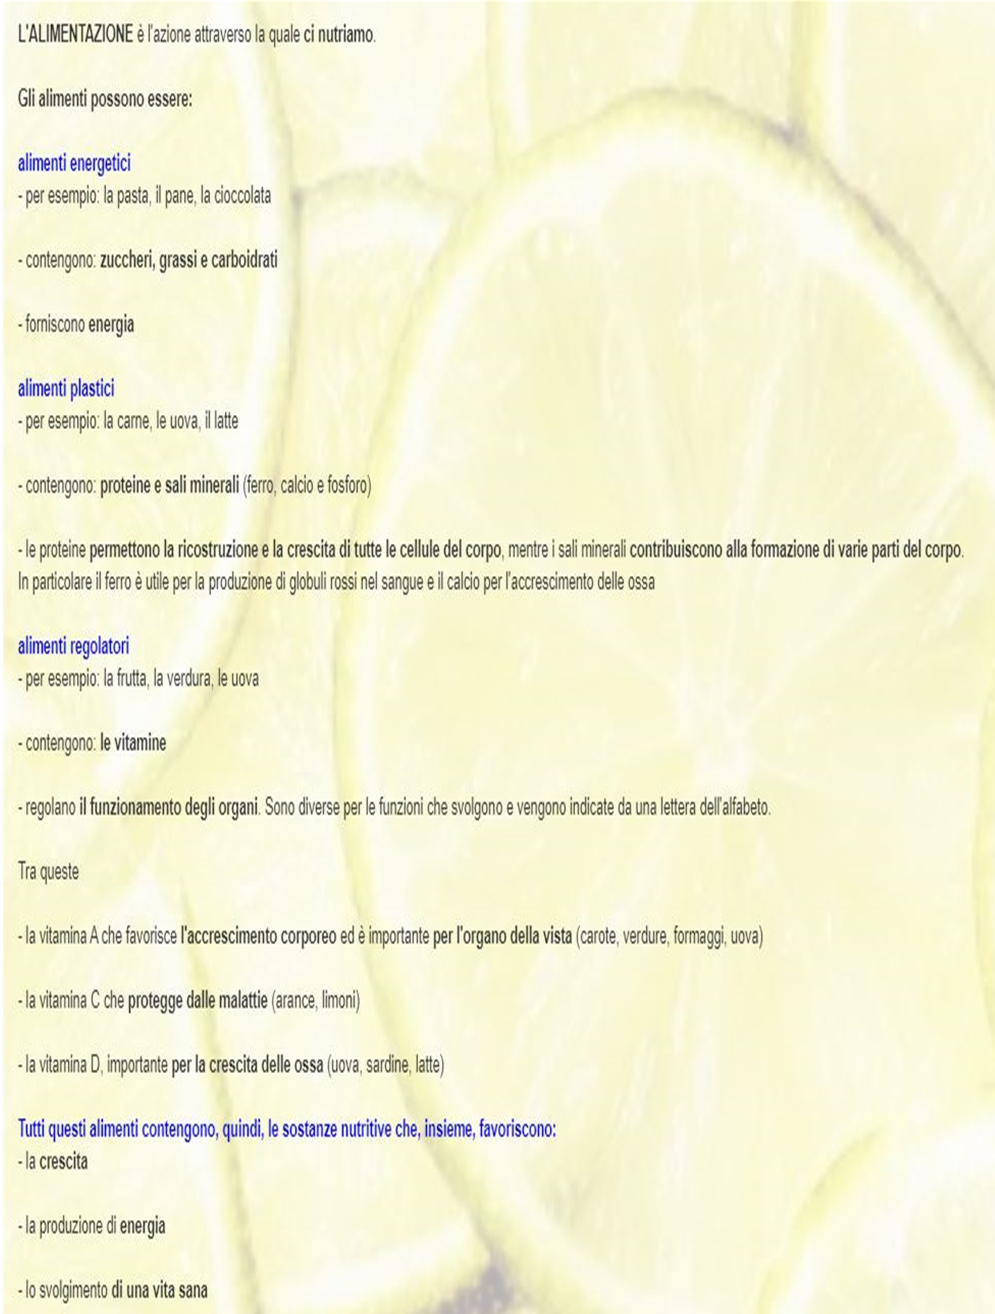 L'ALIMENTAZIONE è l'azione attraverso la quale ci nutriamo.
Gli alimenti possono essere:
alimenti energetici
- per esempio: la pasta, il pane, la cioccolata
- contengono: zuccheri, grassi e carboidrati
- forniscono energia
alimenti plastici
- per esempio: la carne, le uova, il latte
- contengono: proteine e sali minerali (ferro, calcio e fosforo)
- le proteine permettono la ricostruzione e la crescita di tutte le cellule del corpo, mentre i sali minerali contribuiscono alla formazione di varie parti del corpo.
In particolare il ferro è utile per la produzione di globuli rossi nel sangue e il calcio per l'accrescimento delle ossa
alimenti regolatori
- per esempio: la frutta, la verdura, le uova
- contengono: le vitamine
- regolano il funzionamento degli organi. Sono diverse per le funzioni che svolgono e vengono indicate da una lettera dell'alfabeto.
Tra queste
- la vitamina A che favorisce l'accrescimento corporeo ed è importante per l'organo della vista (carote, verdure, formaggi, uova)
- la vitamina C che protegge dalle malattie (arance, limoni)
- la vitamina D, importante per la crescita delle ossa (uova, sardine, latte)
Tutti questi alimenti contengono, quindi, le sostanze nutritive che, insieme, favoriscono:
- la crescita
- la produzione di energia
- lo svolgimento di una vita sana